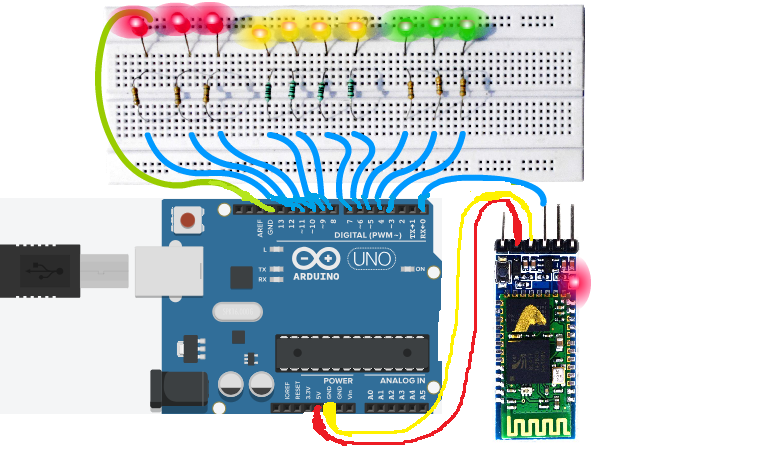 AREF
GND
13
12
~11
~10
~9
8
7
~6
~5
4
~3
2
TX→1
RX←0
DIGITAL (PWM~)
L
TX
RX
ARDUINO
UNO
ON
POWER
ANALOG IN
IOREF
RESET
3.3V
5V
GND
GND
Vin
A0
A1
A2
A3
A4
A5